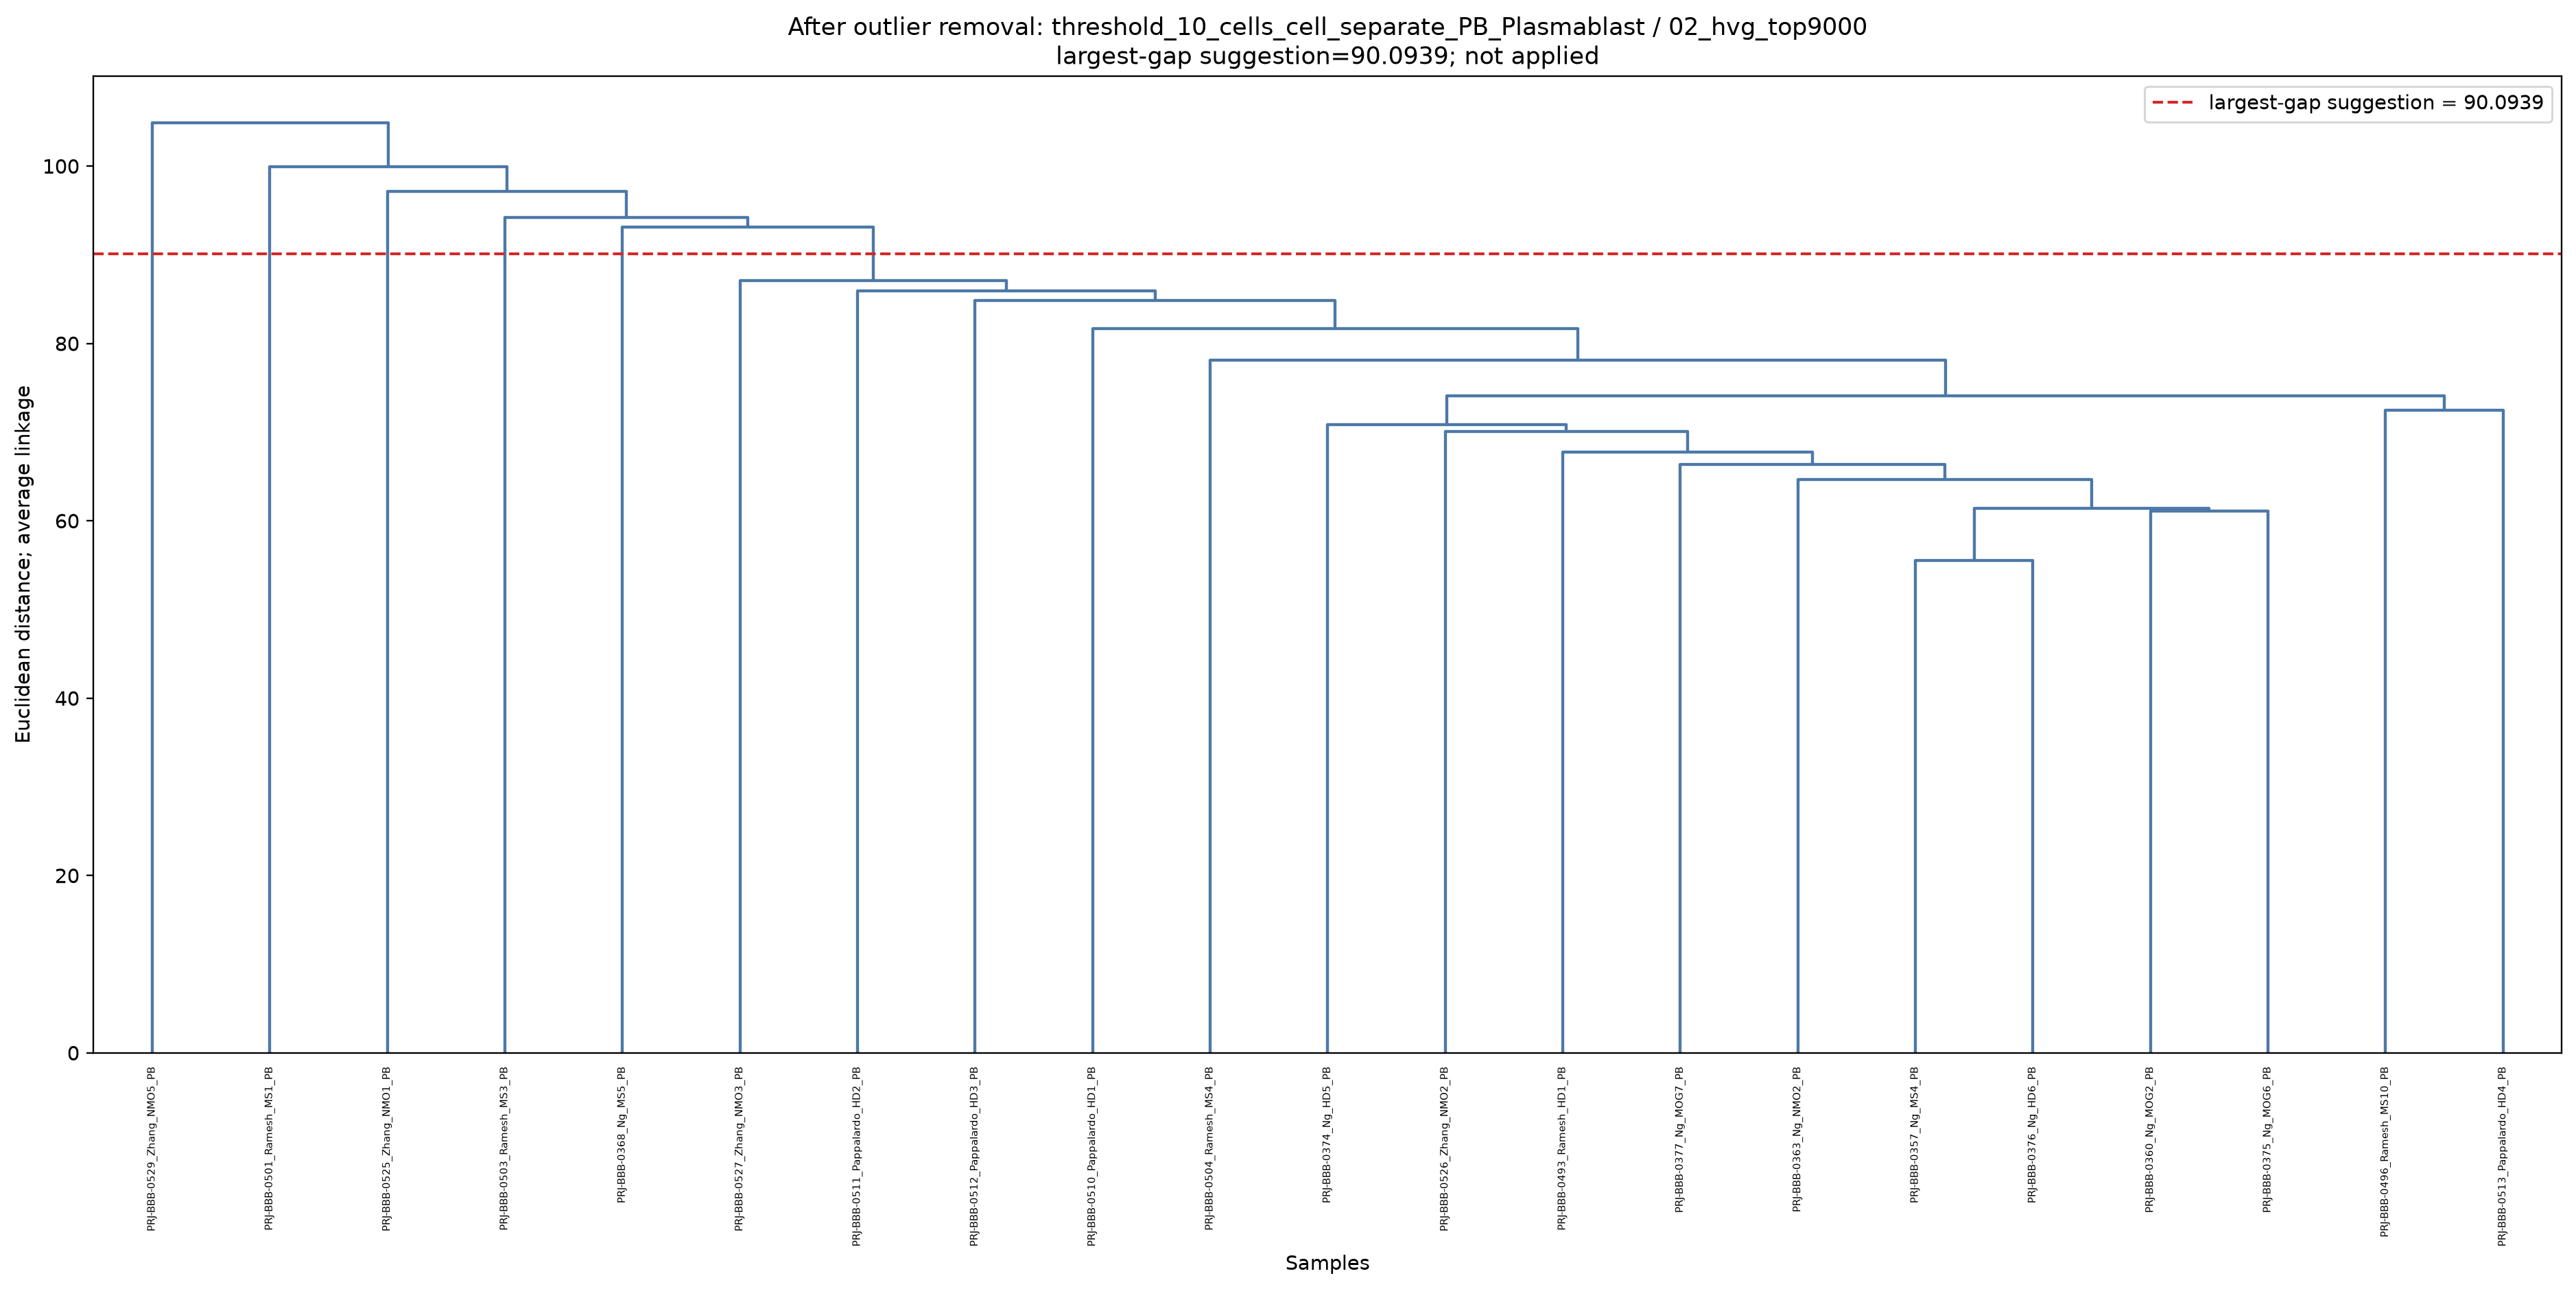 After outlier removal: threshold_10_cells_cell_separate_PB_Plasmablast / 02_hvg_top9000
largest-gap suggestion=90.0939; not applied
largest-gap suggestion = 90.0939
Euclidean distance; average linkage
100
80
60
40
20
0
PRJ-BBB-0529_Zhang_NMO5_PB
PRJ-BBB-0501_Ramesh_MS1_PB
PRJ-BBB-0525_Zhang_NMO1_PB
PRJ-BBB-0503_Ramesh_MS3_PB
PRJ-BBB-0368_Ng_MS5_PB
PRJ-BBB-0527_Zhang_NMO3_PB
PRJ-BBB-0511_Pappalardo_HD2_PB
PRJ-BBB-0512_Pappalardo_HD3_PB
PRJ-BBB-0510_Pappalardo_HD1_PB
PRJ-BBB-0504_Ramesh_MS4_PB
PRJ-BBB-0374_Ng_HD5_PB
PRJ-BBB-0526_Zhang_NMO2_PB
PRJ-BBB-0493_Ramesh_HD1_PB
PRJ-BBB-0377_Ng_MOG7_PB
PRJ-BBB-0363_Ng_NMO2_PB
PRJ-BBB-0357_Ng_MS4_PB
PRJ-BBB-0376_Ng_HD6_PB
PRJ-BBB-0360_Ng_MOG2_PB
PRJ-BBB-0375_Ng_MOG6_PB
PRJ-BBB-0496_Ramesh_MS10_PB
PRJ-BBB-0513_Pappalardo_HD4_PB
Samples